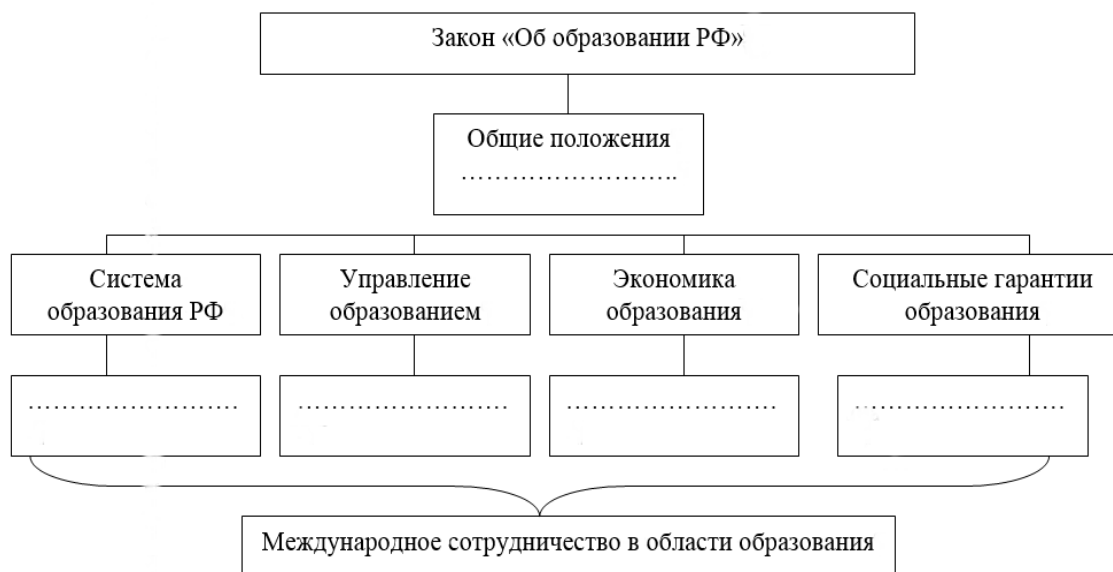 Закон «Об образовании РФ»
Общие положения
……………………..
Система
образования РФ
Управление
образованием
Экономика
образования
Социальные гарантии
образования
…………………….
…………………….
…………………….
…………………….
Международное сотрудничество в области образования